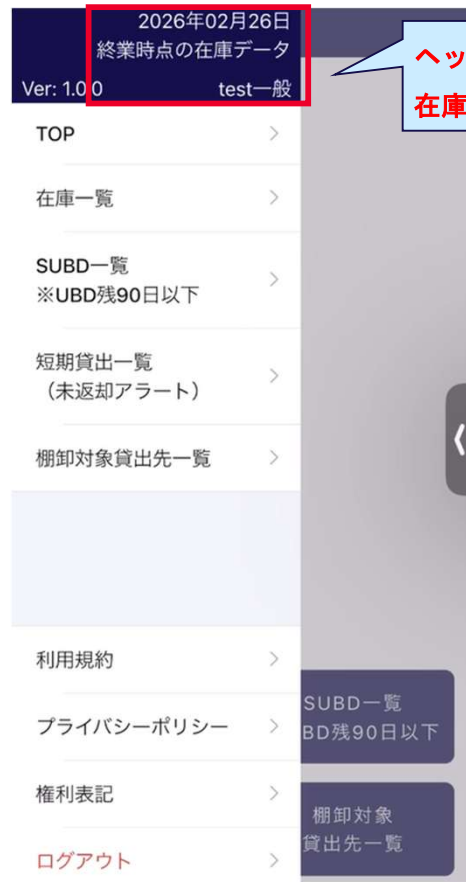 2026年02月26日
終業時点の在庫データ
Ver: 1.0.0
test一般
ヘッ
在庫
TOP
在庫一覧
SUBD一覧
※UBD残90日以下
短期貸出一覧
（未返却アラート）
棚卸対象貸出先一覧
利用規約
プライバシーポリシー
権利表記
ログアウト
SUBD一覧
BD残90日以下
棚卸対象
貸出先一覧